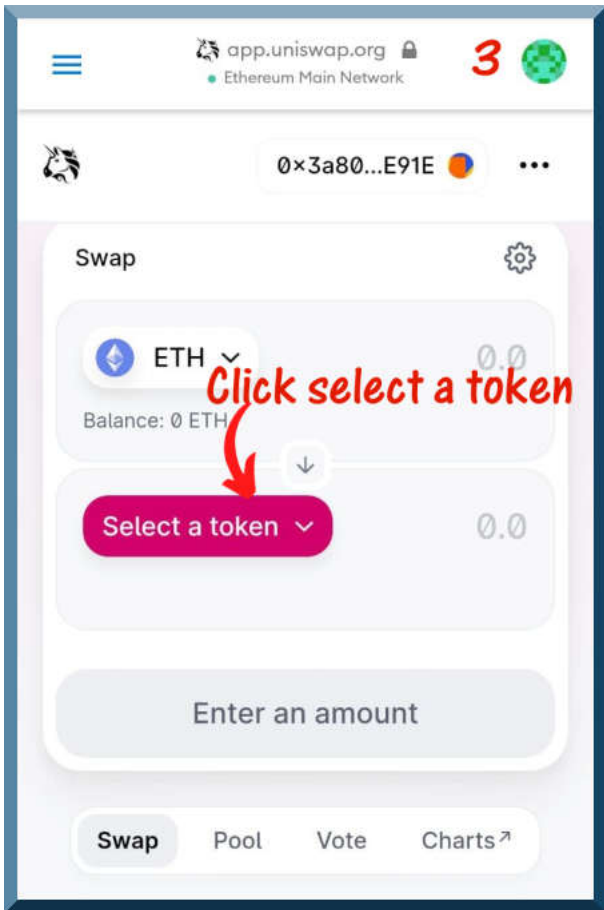 app.uniswap.org
3
Ethereum Main Network
0×3a80...E91E
Swap
ETH
0.0
Click select a token
Balance: 0 ETH
Select a token
0.0
Enter an amount
Swap Pool Vote Charts↗